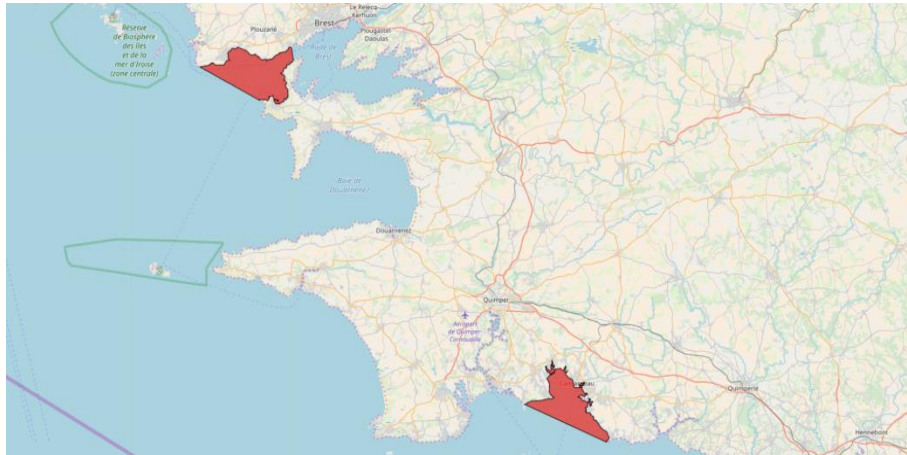 Le Relecq
Kerhuon
Brest
Plouzané
Plougastel
Daoulas
Rade de
Brest
Réserve
de Biosphère
des îles
et de la
mer d'Iroise
(zone centrale)
Baie de
Douarnenez
Douarnenez
Quimper
Aéroport
de Quimper
Cornouaille
Quimperlé
Hennebont